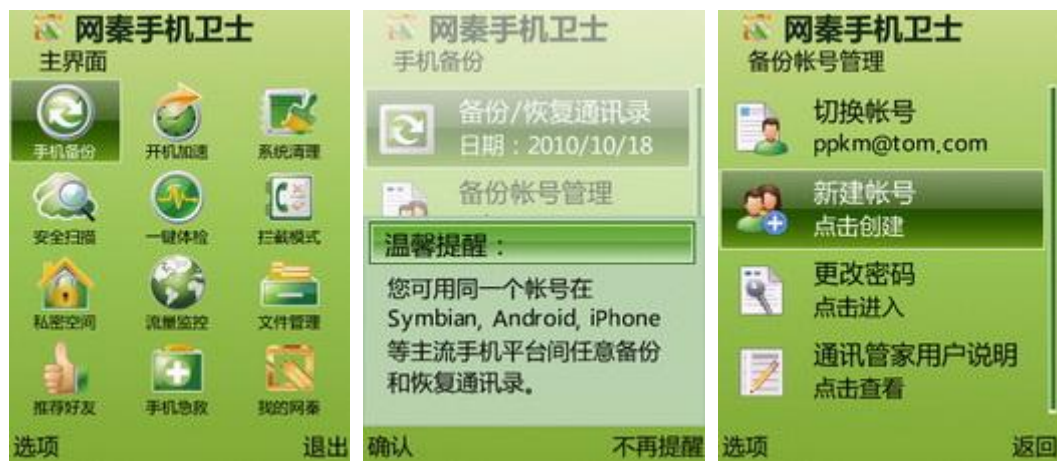 网秦手机卫士
主界面
手机备份 开机加速 系统清理
安全扫描 一键体检 拦截模式
私密空间 流量监控 文件管理
推荐好友 手机急救 我的网秦
选项 退出
网秦手机卫士
手机备份
备份/恢复通讯录
日期:2010/10/18
备份帐号管理
温馨提醒:
您可用同一个帐号在
Symbian, Android, iPhone
等主流手机平台间任意备份
和恢复通讯录。
确认 不再提醒
网秦手机卫士
备份帐号管理
切换帐号
ppkm@tom.com
新建帐号
点击创建
更改密码
点击进入
通讯管家用户说明
点击查看
选项 返回